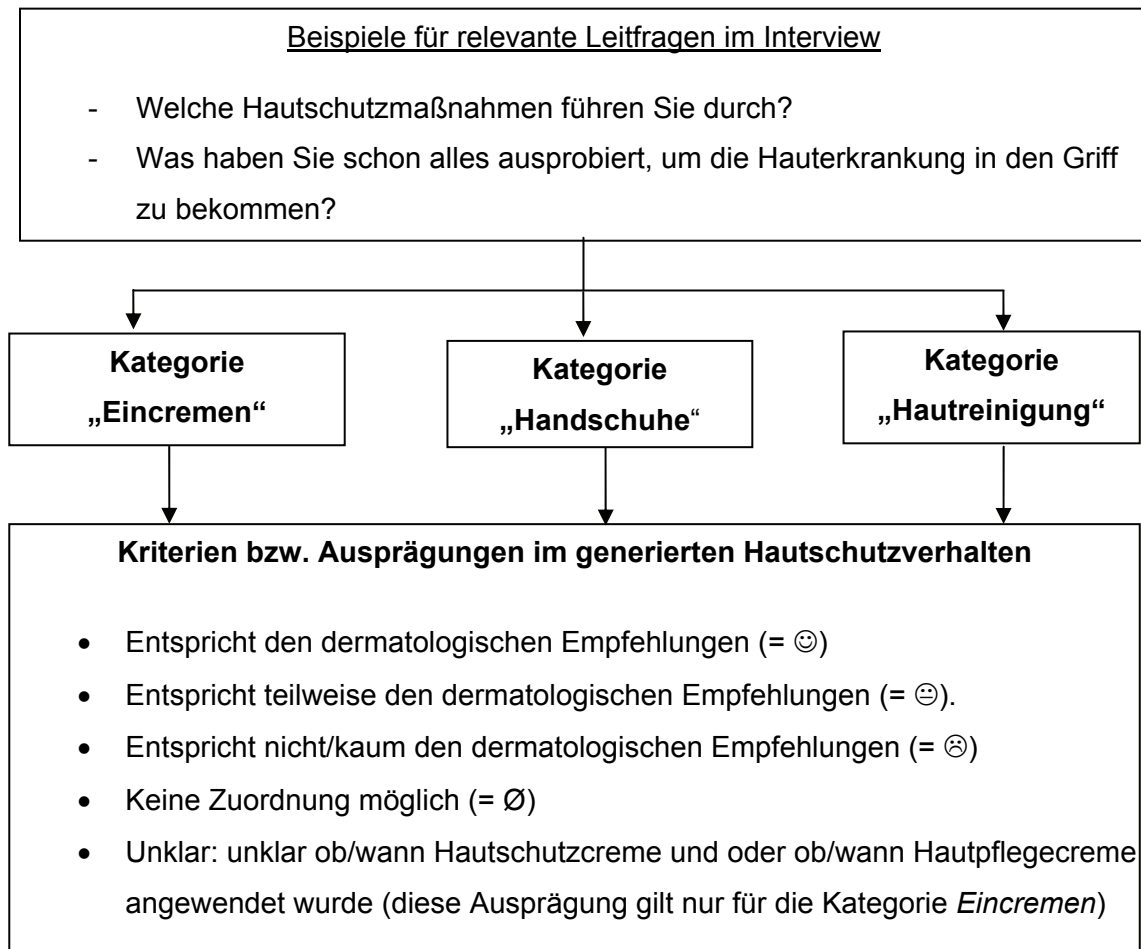 Beispiele für relevante Leitfragen im Interview
- Welche Hautschutzmaßnahmen führen Sie durch?
- Was haben Sie schon alles ausprobiert, um die Hauterkrankung in den Griff
zu bekommen?
Kategorie
„Eincremen“
Kategorie
„Handschuhe“
Kategorie
„Hautreinigung“
Kriterien bzw. Ausprägungen im generierten Hautschutzverhalten
• Entspricht den dermatologischen Empfehlungen (= ☺)
• Entspricht teilweise den dermatologischen Empfehlungen (= 😐).
• Entspricht nicht/kaum den dermatologischen Empfehlungen (= ☹)
• Keine Zuordnung möglich (= Ø)
• Unklar: unklar ob/wann Hautschutzcreme und oder ob/wann Hautpflegecreme
angewendet wurde (diese Ausprägung gilt nur für die Kategorie Eincremen)